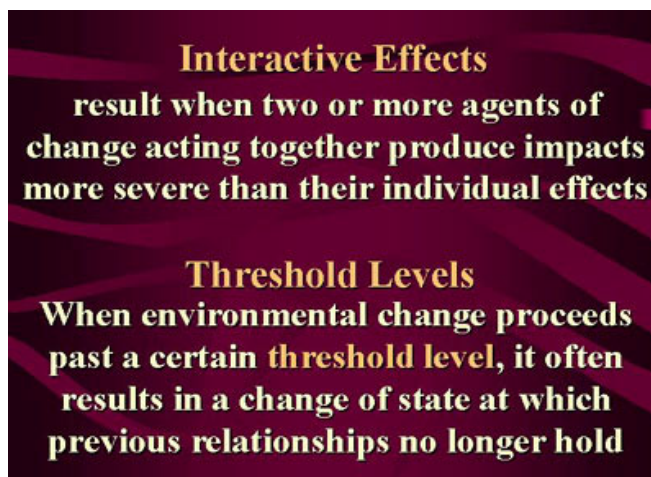 Interactive Effects
result when two or more agents of
change acting together produce impacts
more severe than their individual effects
Threshold Levels
When environmental change proceeds
past a certain threshold level, it often
results in a change of state at which
previous relationships no longer hold